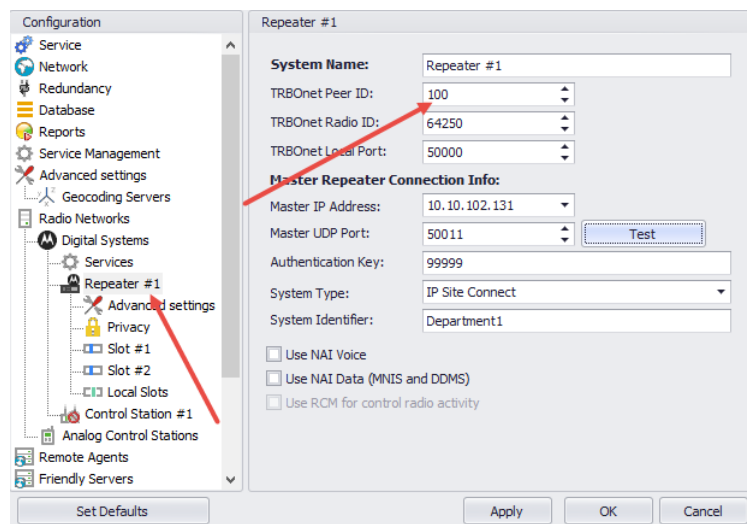 Configuration
Service
Network
Redundancy
Database
Reports
Service Management
Advanced settings
Geocoding Servers
Radio Networks
Digital Systems
Services
Repeater #1
Advanced settings
Privacy
Slot #1
Slot #2
Local Slots
Control Station #1
Analog Control Stations
Remote Agents
Friendly Servers
Set Defaults
Repeater #1
System Name: Repeater #1
TRBOnet Peer ID: 100
TRBOnet Radio ID: 64250
TRBOnet Local Port: 50000
Master Repeater Connection Info:
Master IP Address: 10.10.102.131
Master UDP Port: 50011 Test
Authentication Key: 99999
System Type: IP Site Connect
System Identifier: Department1
Use NAI Voice
Use NAI Data (MNIS and DDMS)
Use RCM for control radio activity
Apply OK Cancel